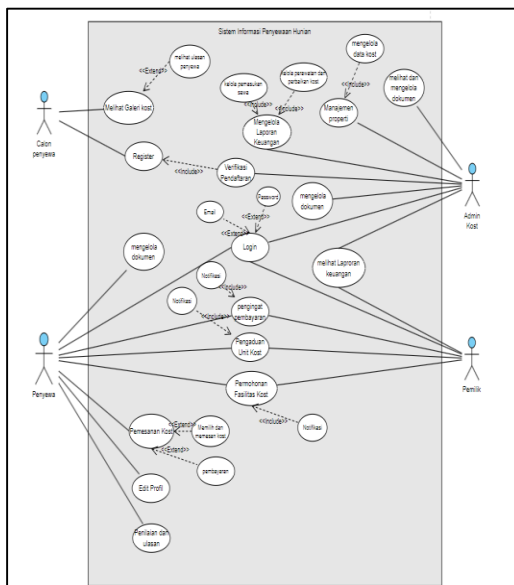 Sistem Informasi Penyewaan Hunian
melihat ulasan
penyewa
<<Extend>>
Melihat Galeri kost
Calon
penyewa
Register
<<Include>>
Verifikasi
Pendaftaran
kelola pemasukan
sewa
kelola perawatan dan
perbaikan kost
<<Include>>
<<Include>>
Mengelola
Laporan
Keuangan
mengelola
data kost
<<Include>>
Manajemen
properti
melihat dan
mengelola
dokumen
Admin
Kost
mengelola
dokumen
Email
Password
<<Extend>>
<<Extend>>
Login
mengelola
dokumen
melihat Laproran
keuangan
Notifikasi
Notifikasi
<<Include>>
<<Include>>
pengingat
pembayaran
Pengaduan
Unit Kost
Penyewa
Pemilik
Permohonan
Fasilitas Kost
<<Include>>
Notifikasi
Pemesanan Kost
<<Extend>>
Memilih dan
memesan kost
<<Extend>>
pembayaran
Edit Profil
Penilaian dan
ulasan